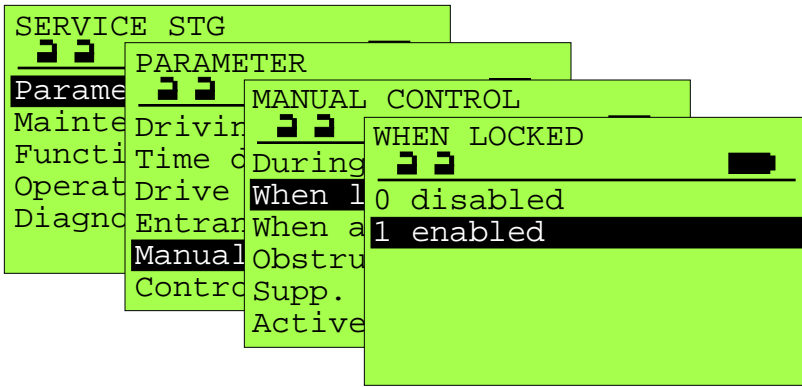 SERVICE STG
Parame
Mainte
Functi
Operat
Diagno
PARAMETER
Drivin
Time d
Drive
Entran
Manual
Contro
MANUAL CONTROL
During
When l
When a
Obstru
Supp.
Active
WHEN LOCKED
0 disabled
1 enabled